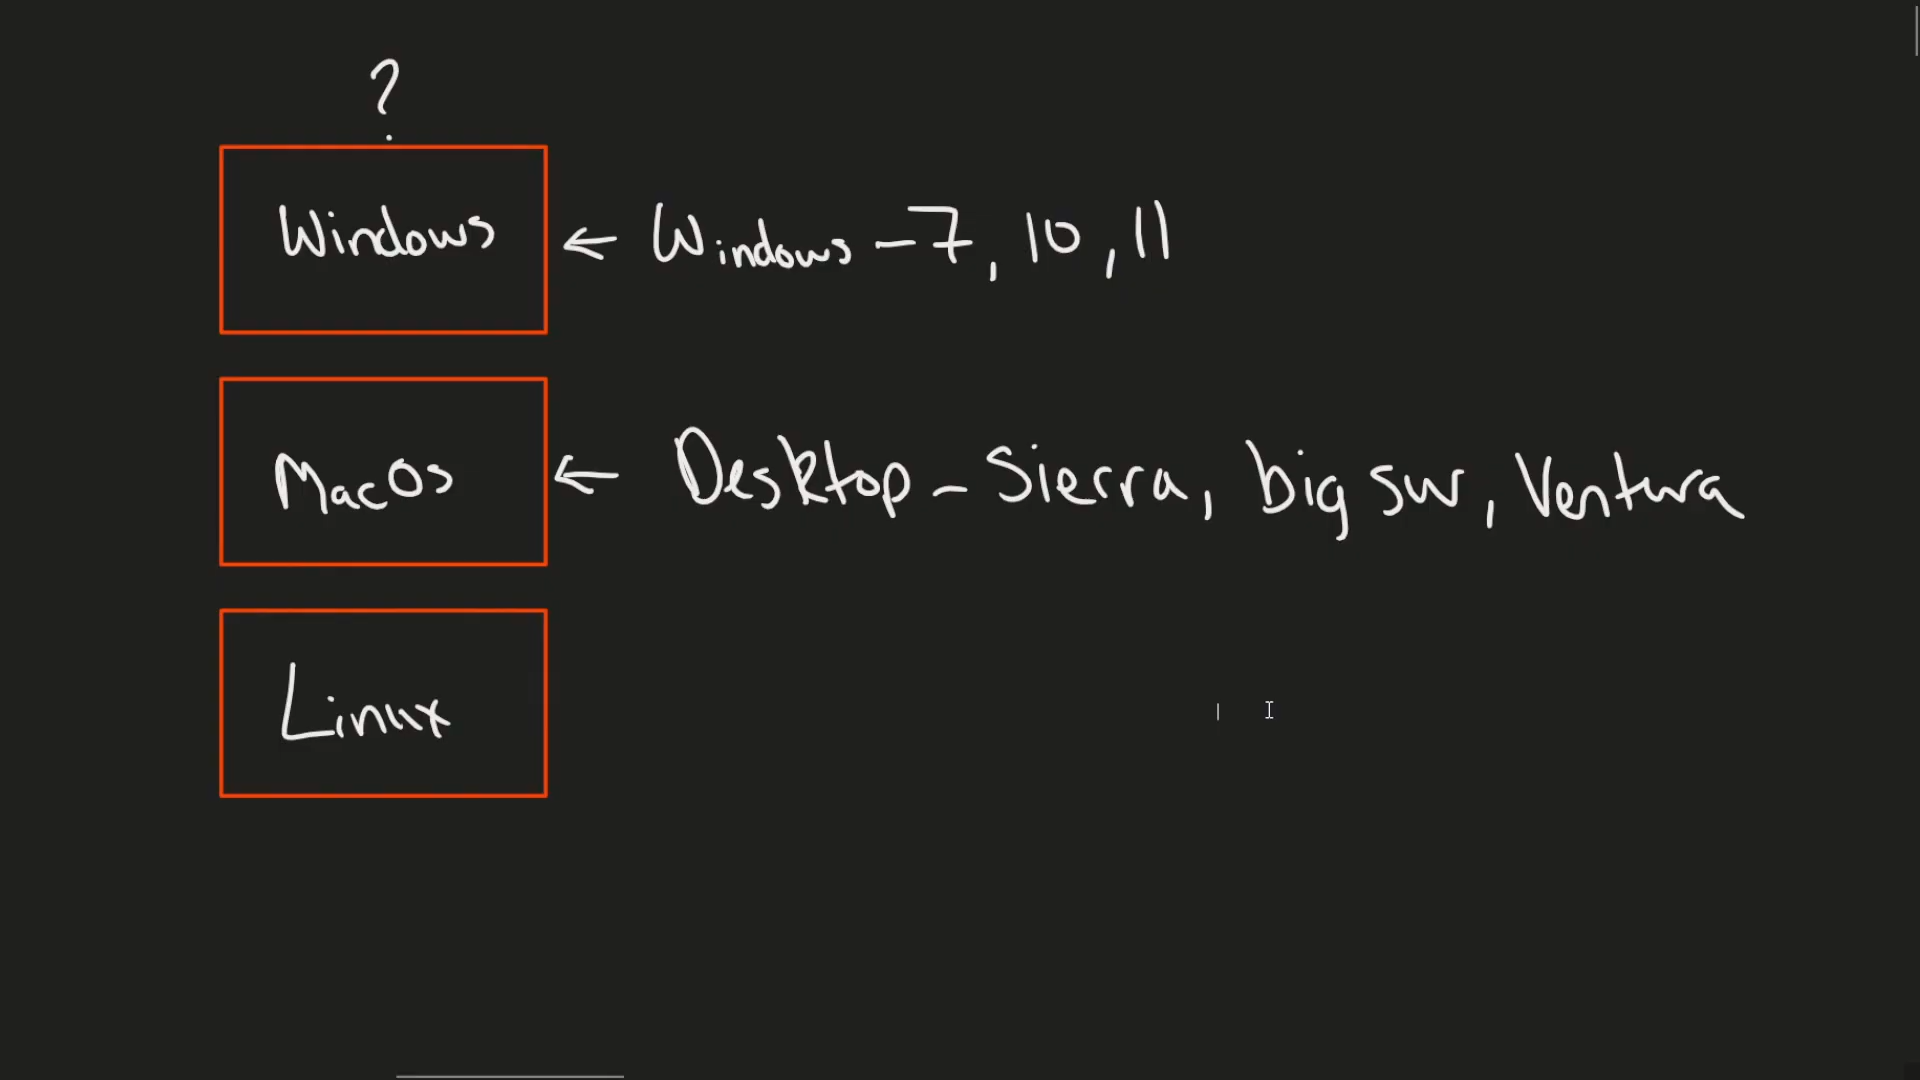 ?
Windows ← Windows - 7, 10, 11
MacOs ← Desktop - Sierra, big sur, Ventura
Linux